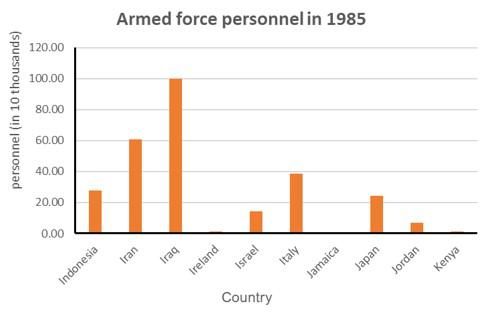 Armed force personnel in 1985
personnel (in 10 thousands)
120.00
100.00
80.00
60.00
40.00
20.00
0.00
Indonesia
Iran
Iraq
Ireland
Israel
Italy
Jamaica
Japan
Jordan
Kenya
Country